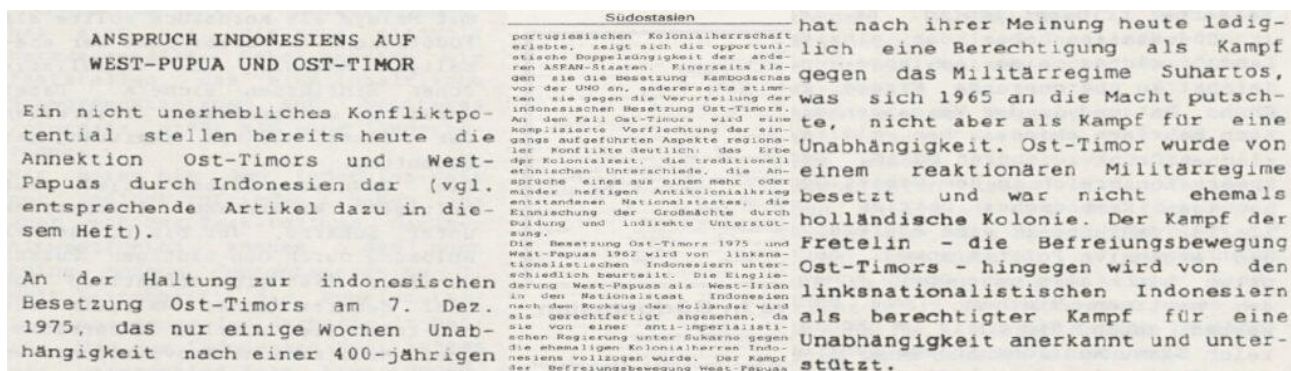 ANSPRUCH INDONESIENS AUF
WEST-PUPUA UND OST-TIMOR
Ein nicht unerhebliches Konfliktpo-
tential stellen bereits heute die
Annektion Ost-Timors und West-
Papuas durch Indonesien dar (vgl.
entsprechende Artikel dazu in die-
sem Heft).
An der Haltung zur indonesischen
Besetzung Ost-Timors am 7. Dez.
1975, das nur einige Wochen Unab-
hängigkeit nach einer 400-jährigen
Südostasien
portugiesischen Kolonialherrschaft
erlebte, zeigt sich die opportuni-
stische Doppelzüngigkeit der ande-
ren ASEAN-Staaten: Einerseits kla-
gen sie die Besetzung Kambodschas
vor der UNO an, andererseits stimm-
ten sie gegen die Verurteilung der
indonesischen Besetzung Ost-Timors.
An dem Fall Ost-Timors wird eine
komplizierte Verflechtung der ein-
gangs aufgeführten Aspekte regiona-
ler Konflikte deutlich: das Erbe
der Kolonialzeit, die traditionell
ethnischen Unterschiede, die An-
sprüche eines aus einem mehr oder
minder heftigen Antikolonialkrieg
entstandenen Nationalstaates, die
Einmischung der Großmächte durch
Duldung und indirekte Unterstüt-
zung.
Die Besetzung Ost-Timors 1975 und
West-Papuas 1962 wird von linksna-
tionalistischen Indonesiern unter-
schiedlich beurteilt. Die Einglie-
derung West-Papuas als West-Irian
in den Nationalstaat Indonesien
nach dem Rückzug der Holländer wird
als gerechtfertigt angesehen, da
sie von einer anti-imperialisti-
schen Regierung unter Sukarno gegen
die ehemaligen Kolonialherren Indo-
nesiens vollzogen wurde. Der Kampf
der Befreiungsbewegung West-Papuas
hat nach ihrer Meinung heute ledig-
lich eine Berechtigung als Kampf
gegen das Militärregime Suhartos,
was sich 1965 an die Macht putsch-
te, nicht aber als Kampf für eine
Unabhängigkeit. Ost-Timor wurde von
einem reaktionären Militärregime
besetzt und war nicht ehemals
holländische Kolonie. Der Kampf der
Fretelin - die Befreiungsbewegung
Ost-Timors - hingegen wird von den
linksnationalistischen Indonesiern
als berechtigter Kampf für eine
Unabhängigkeit anerkannt und unter-
stützt.